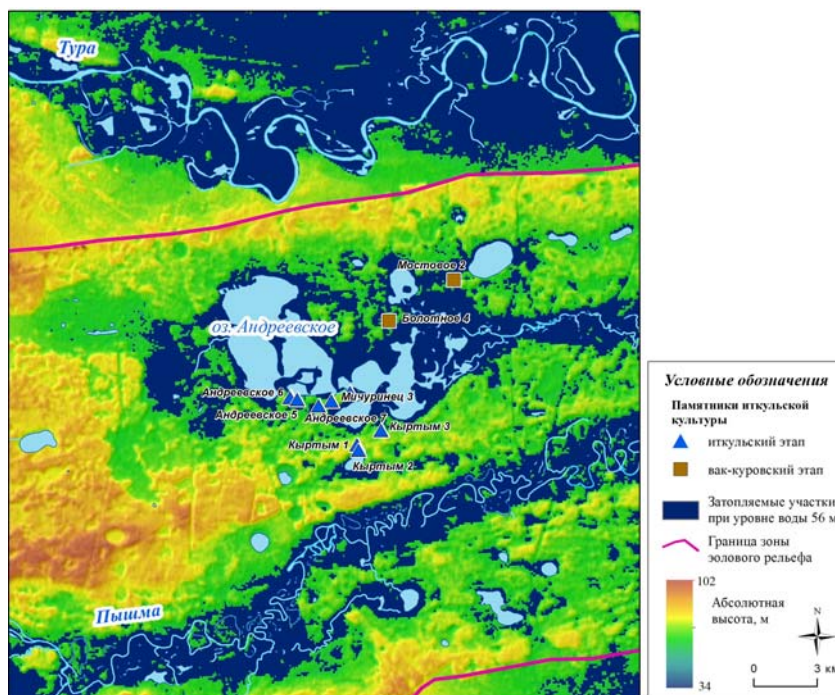 Тура
Мостовое 2
Болотное 4
оз. Андреевское
Андреевское 6
Мичуринец 3
Андреевское 5
Андреевское 7
Кыртым 3
Кыртым 1
Кыртым 2
Пышма
Условные обозначения
Памятники иткульской
культуры
иткульский этап
вак-куровский этап
Затопляемые участки
при уровне воды 56 м
Граница зоны
эолового рельефа
102
Абсолютная
высота, м
34
N
0 3 км